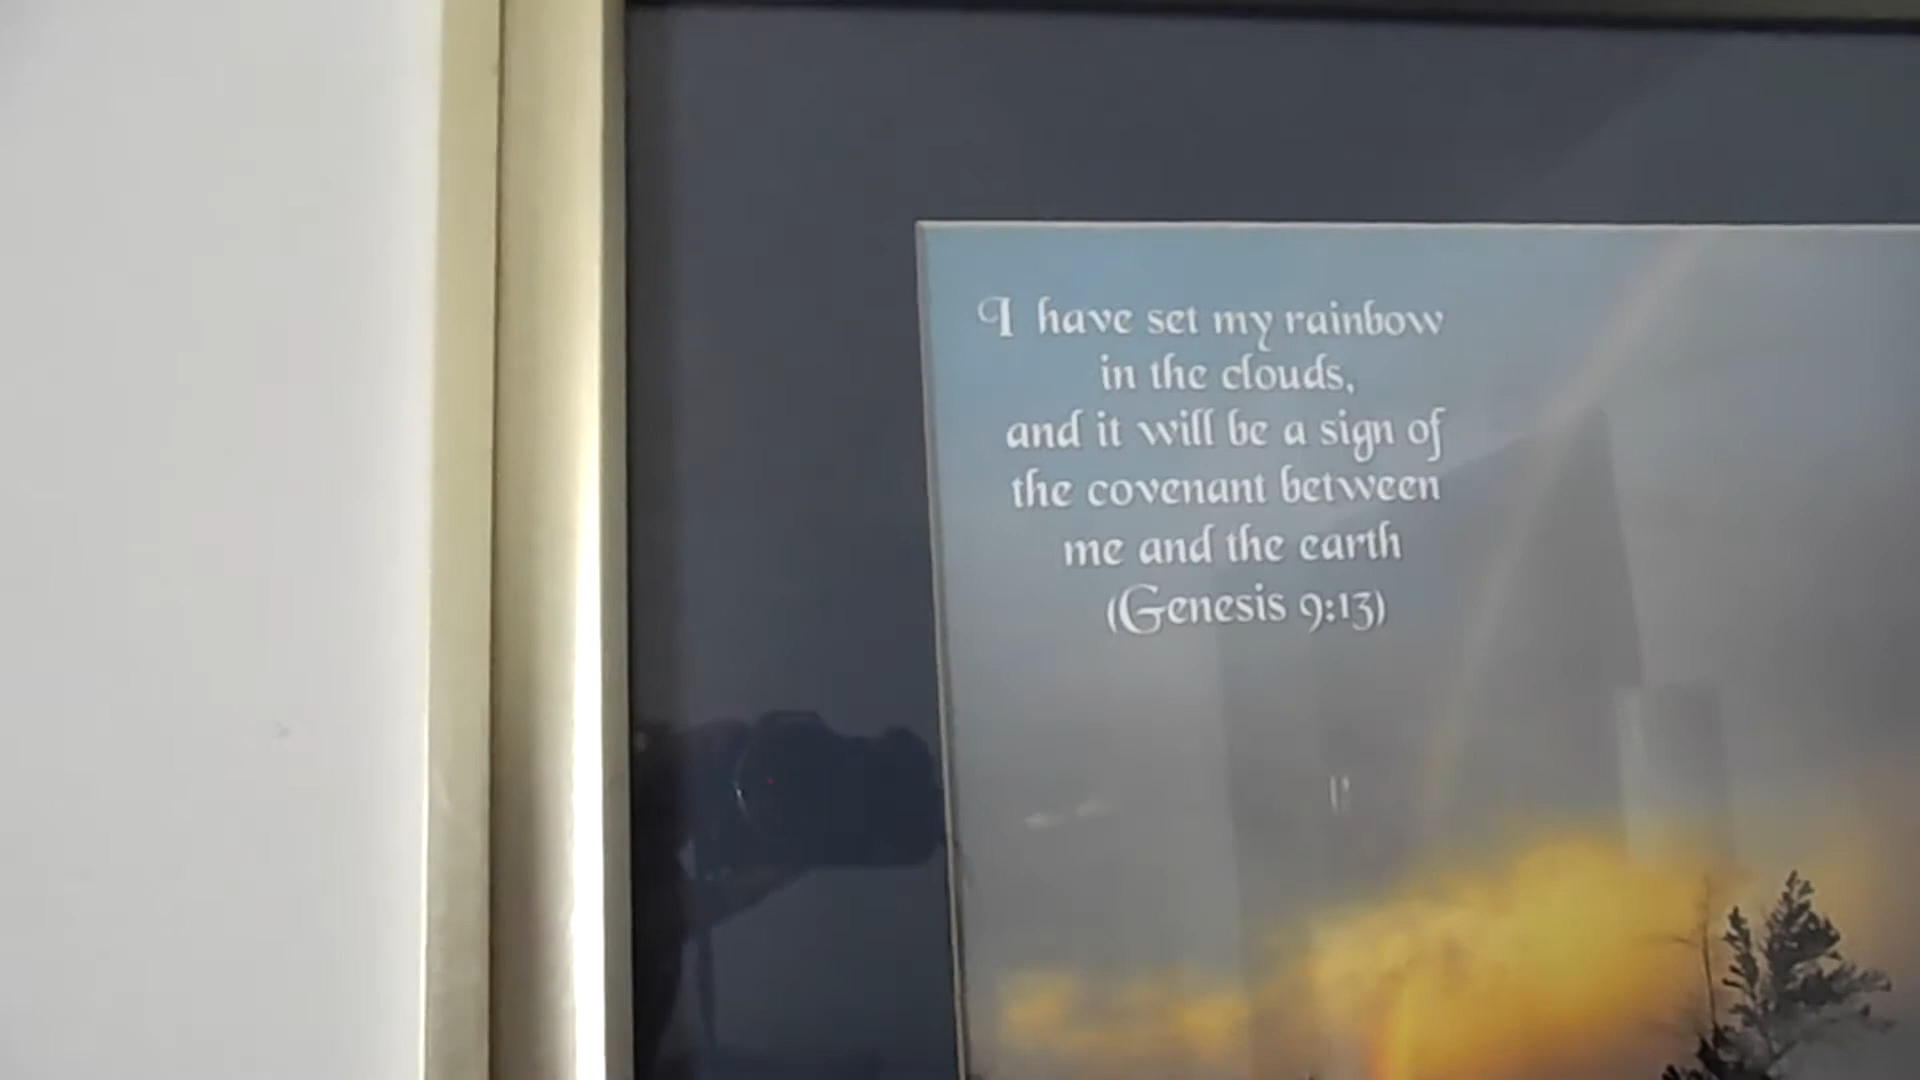 I have set my rainbow
in the clouds,
and it will be a sign of
the covenant between
me and the earth
(Genesis 9:13)